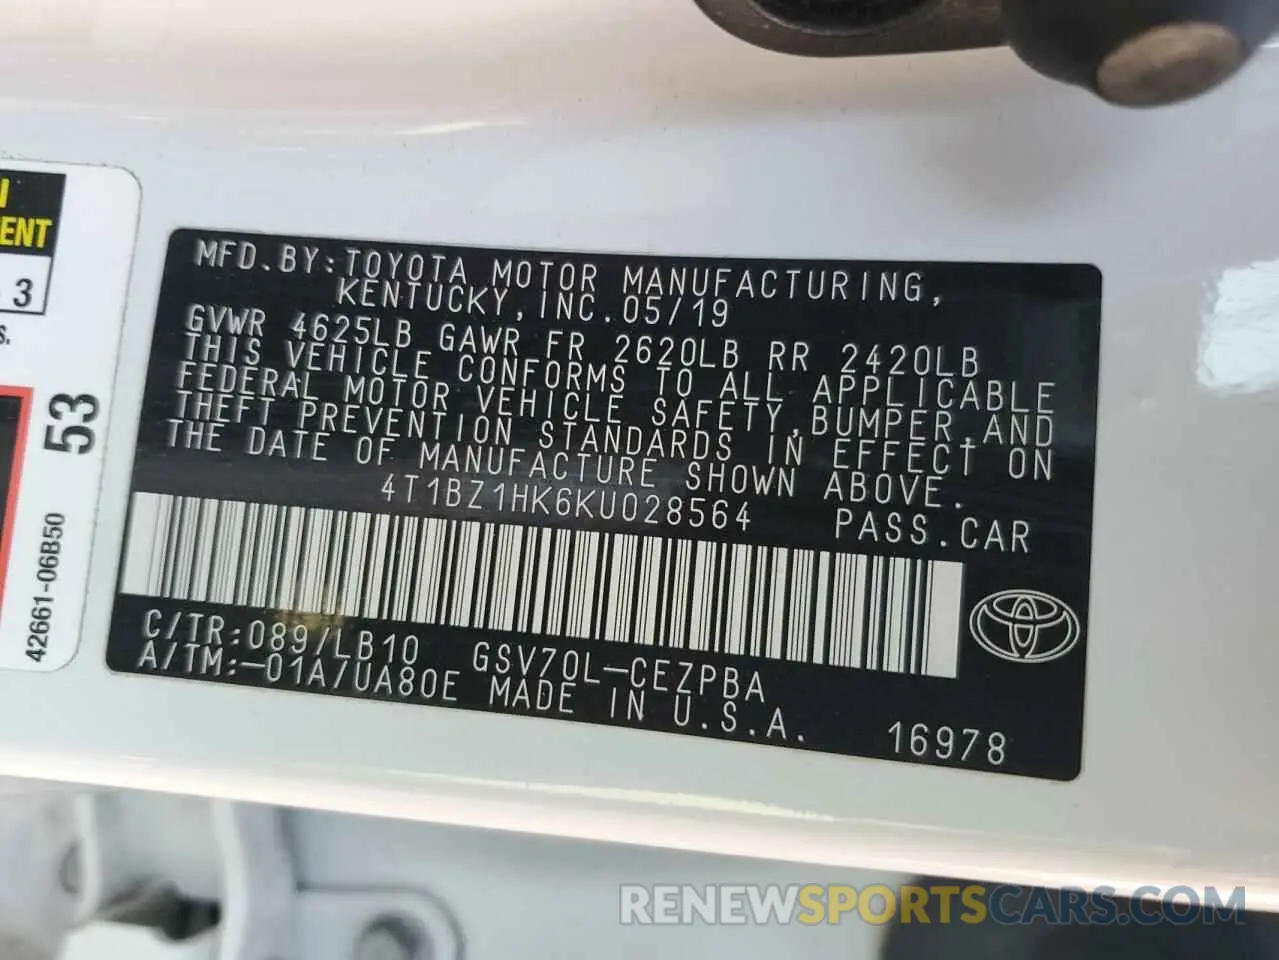 MFD.BY:TOYOTA MOTOR MANUFACTURING,
KENTUCKY,INC.05/19
GVWR 4625LB GAWR FR 2620LB RR 2420LB
THIS VEHICLE CONFORMS TO ALL APPLICABLE
FEDERAL MOTOR VEHICLE SAFETY,BUMPER,AND
THEFT PREVENTION STANDARDS IN EFFECT ON
THE DATE OF MANUFACTURE SHOWN ABOVE.
4T1BZ1HK6KU028564 PASS.CAR
C/TR:089/LB10 GSV70L-CEZPBA
A/TM:-01A/UA80E MADE IN U.S.A.
16978
3
53
42661-06B50
RENEWSPORTSCARS.COM